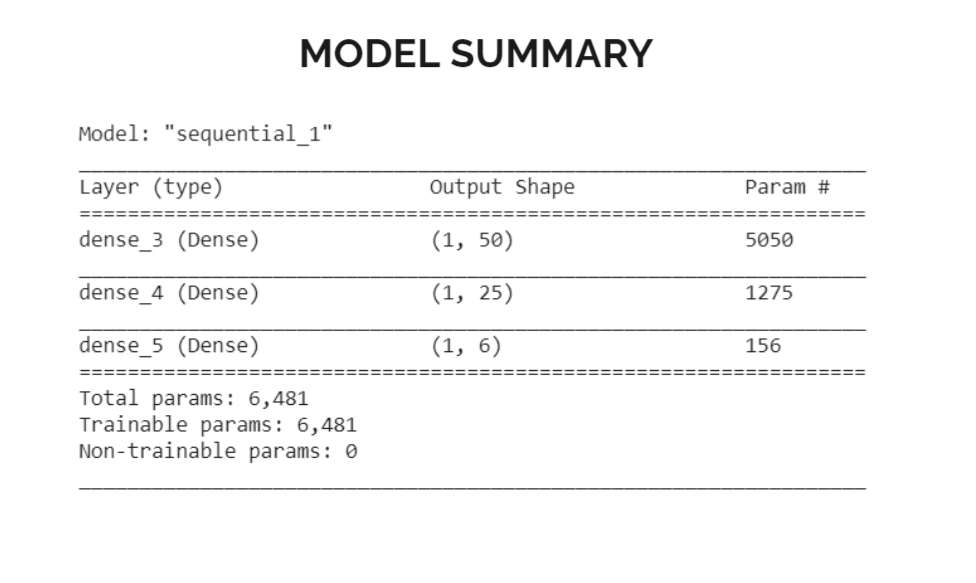 MODEL SUMMARY
Model: "sequential_1"
Layer (type) Output Shape Param #
dense_3 (Dense) (1, 50) 5050
dense_4 (Dense) (1, 25) 1275
dense_5 (Dense) (1, 6) 156
Total params: 6,481
Trainable params: 6,481
Non-trainable params: 0